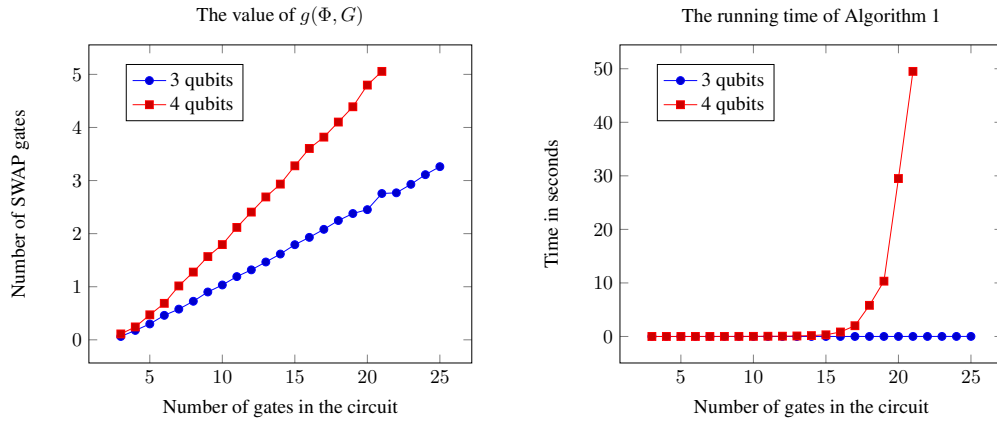 The value of g(Φ, G)
Number of SWAP gates
5
4
3
2
1
0
3 qubits
4 qubits
5
10
15
20
25
Number of gates in the circuit
The running time of Algorithm 1
Time in seconds
50
40
30
20
10
0
3 qubits
4 qubits
5
10
15
20
25
Number of gates in the circuit